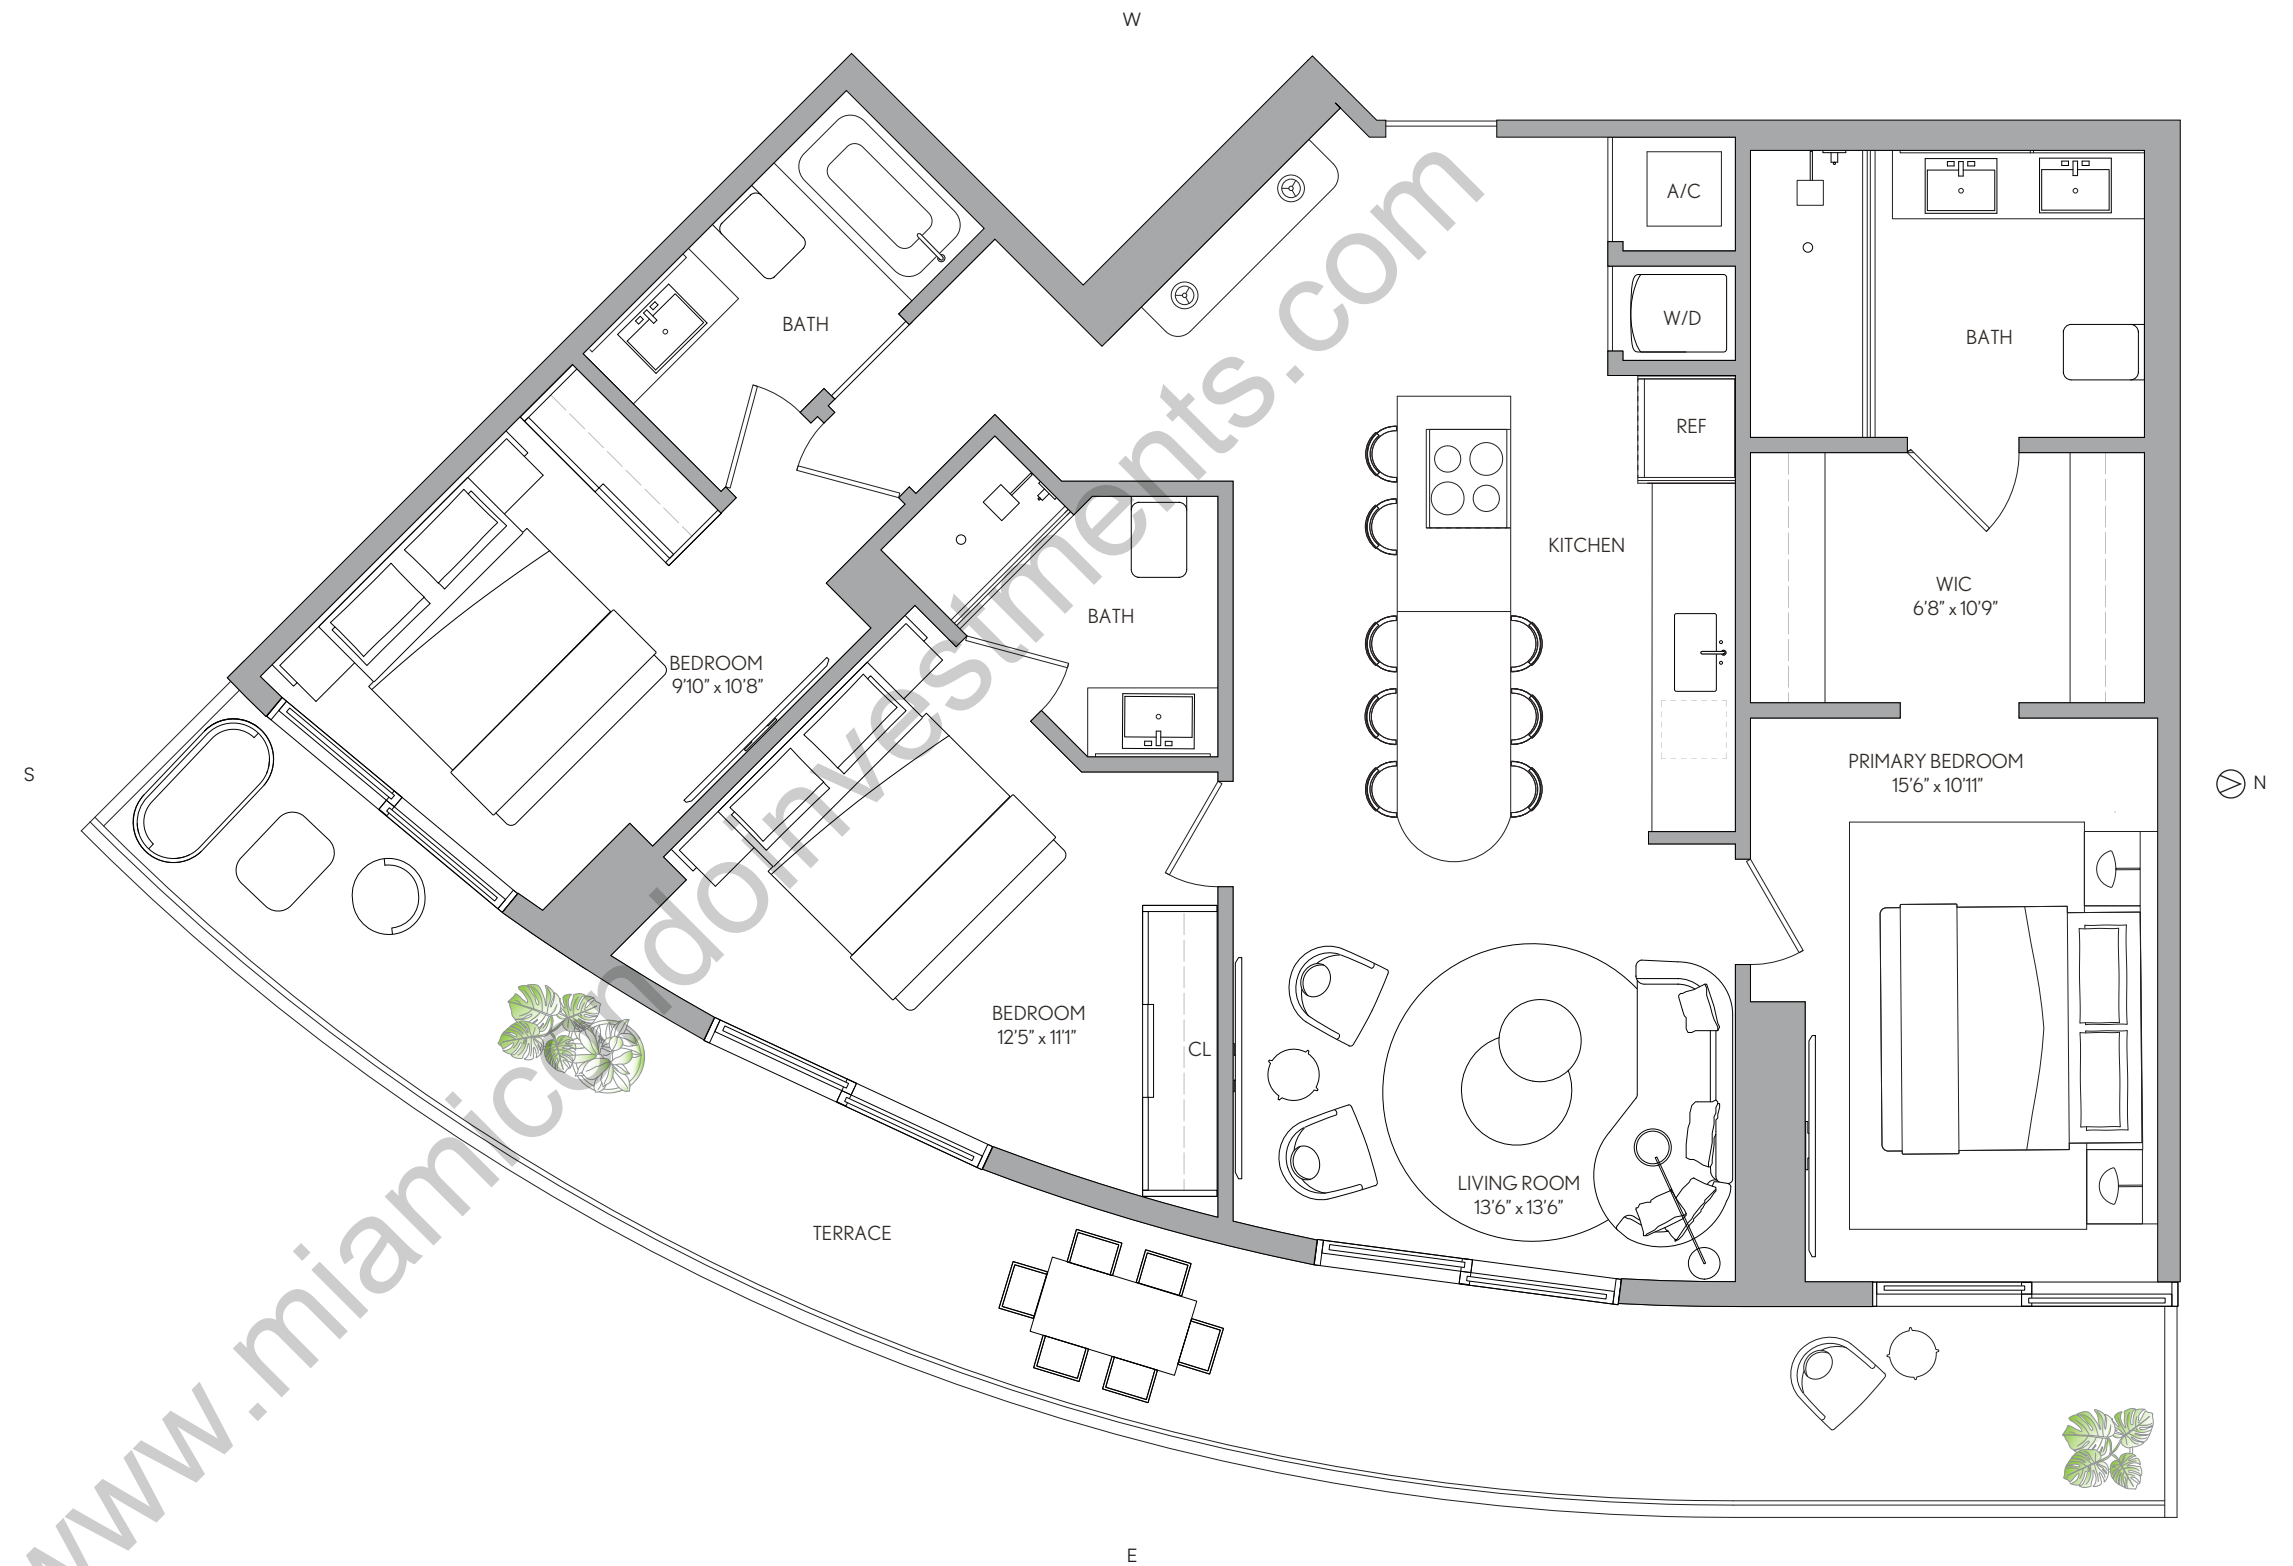 W
A/C
BATH
W/D
BATH
REF
KITCHEN
WIC
6'8" x 10'9"
BATH
BEDROOM
9'10" x 10'8"
PRIMARY BEDROOM
15'6" x 10'11"
S
N
BEDROOM
12'5" x 11'1"
CL
LIVING ROOM
13'6" x 13'6"
TERRACE
E
www.miamicondoinvestments.com